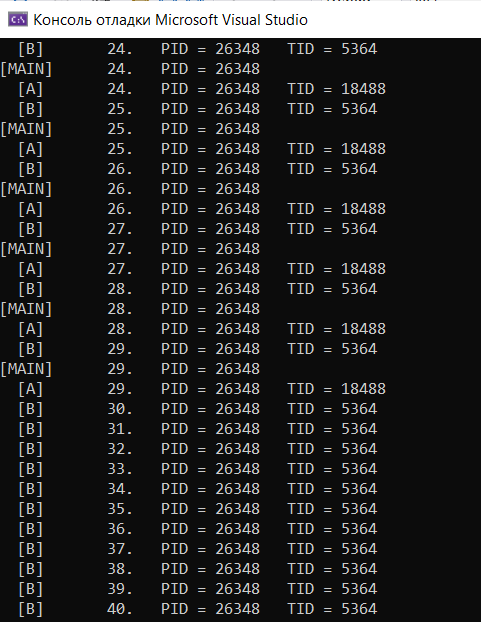 C:\ Консоль отладки Microsoft Visual Studio
[B] 24. PID = 26348 TID = 5364
[MAIN] 24. PID = 26348
[A] 24. PID = 26348 TID = 18488
[B] 25. PID = 26348 TID = 5364
[MAIN] 25. PID = 26348
[A] 25. PID = 26348 TID = 18488
[B] 26. PID = 26348 TID = 5364
[MAIN] 26. PID = 26348
[A] 26. PID = 26348 TID = 18488
[B] 27. PID = 26348 TID = 5364
[MAIN] 27. PID = 26348
[A] 27. PID = 26348 TID = 18488
[B] 28. PID = 26348 TID = 5364
[MAIN] 28. PID = 26348
[A] 28. PID = 26348 TID = 18488
[B] 29. PID = 26348 TID = 5364
[MAIN] 29. PID = 26348
[A] 29. PID = 26348 TID = 18488
[B] 30. PID = 26348 TID = 5364
[B] 31. PID = 26348 TID = 5364
[B] 32. PID = 26348 TID = 5364
[B] 33. PID = 26348 TID = 5364
[B] 34. PID = 26348 TID = 5364
[B] 35. PID = 26348 TID = 5364
[B] 36. PID = 26348 TID = 5364
[B] 37. PID = 26348 TID = 5364
[B] 38. PID = 26348 TID = 5364
[B] 39. PID = 26348 TID = 5364
[B] 40. PID = 26348 TID = 5364